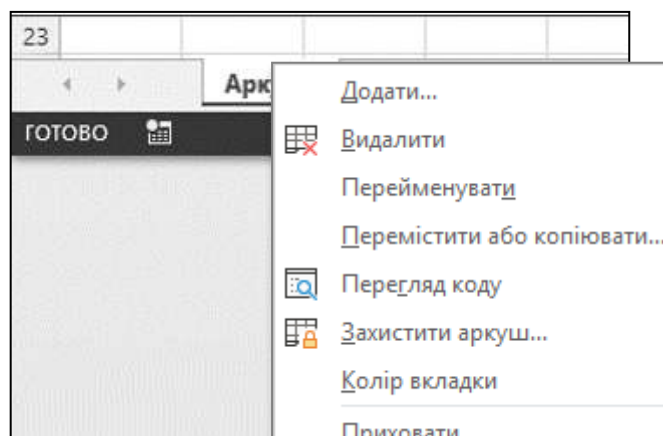 23
Арк
Додати...
ГОТОВО
Видалити
Перейменувати
Перемістити або копіювати...
Перегляд коду
Захистити аркуш...
Колір вкладки
Приховати